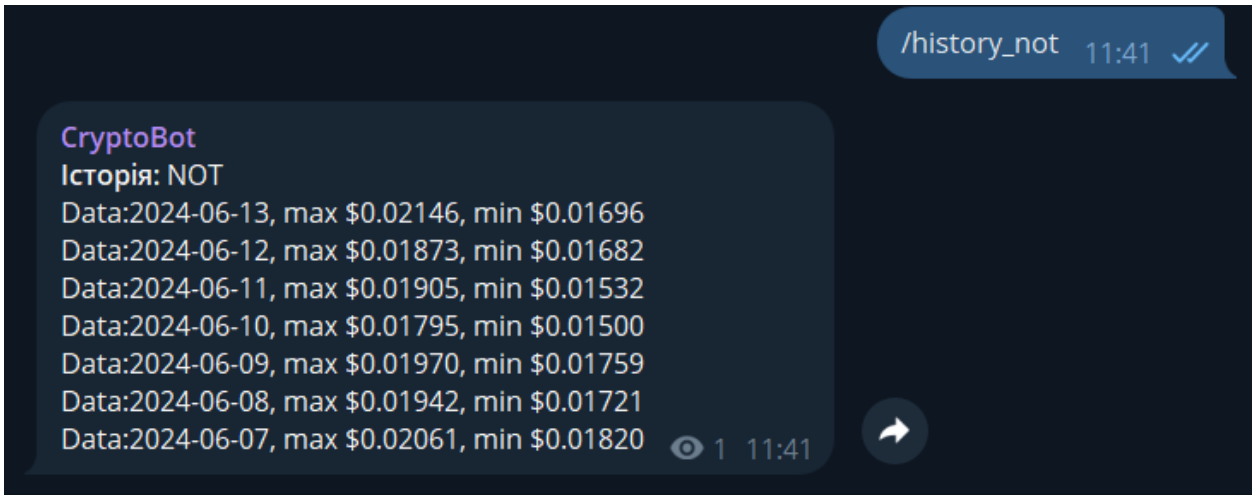 /history_not 11:41
CryptoBot
Історія: NOT
Data:2024-06-13, max $0.02146, min $0.01696
Data:2024-06-12, max $0.01873, min $0.01682
Data:2024-06-11, max $0.01905, min $0.01532
Data:2024-06-10, max $0.01795, min $0.01500
Data:2024-06-09, max $0.01970, min $0.01759
Data:2024-06-08, max $0.01942, min $0.01721
Data:2024-06-07, max $0.02061, min $0.01820 1 11:41